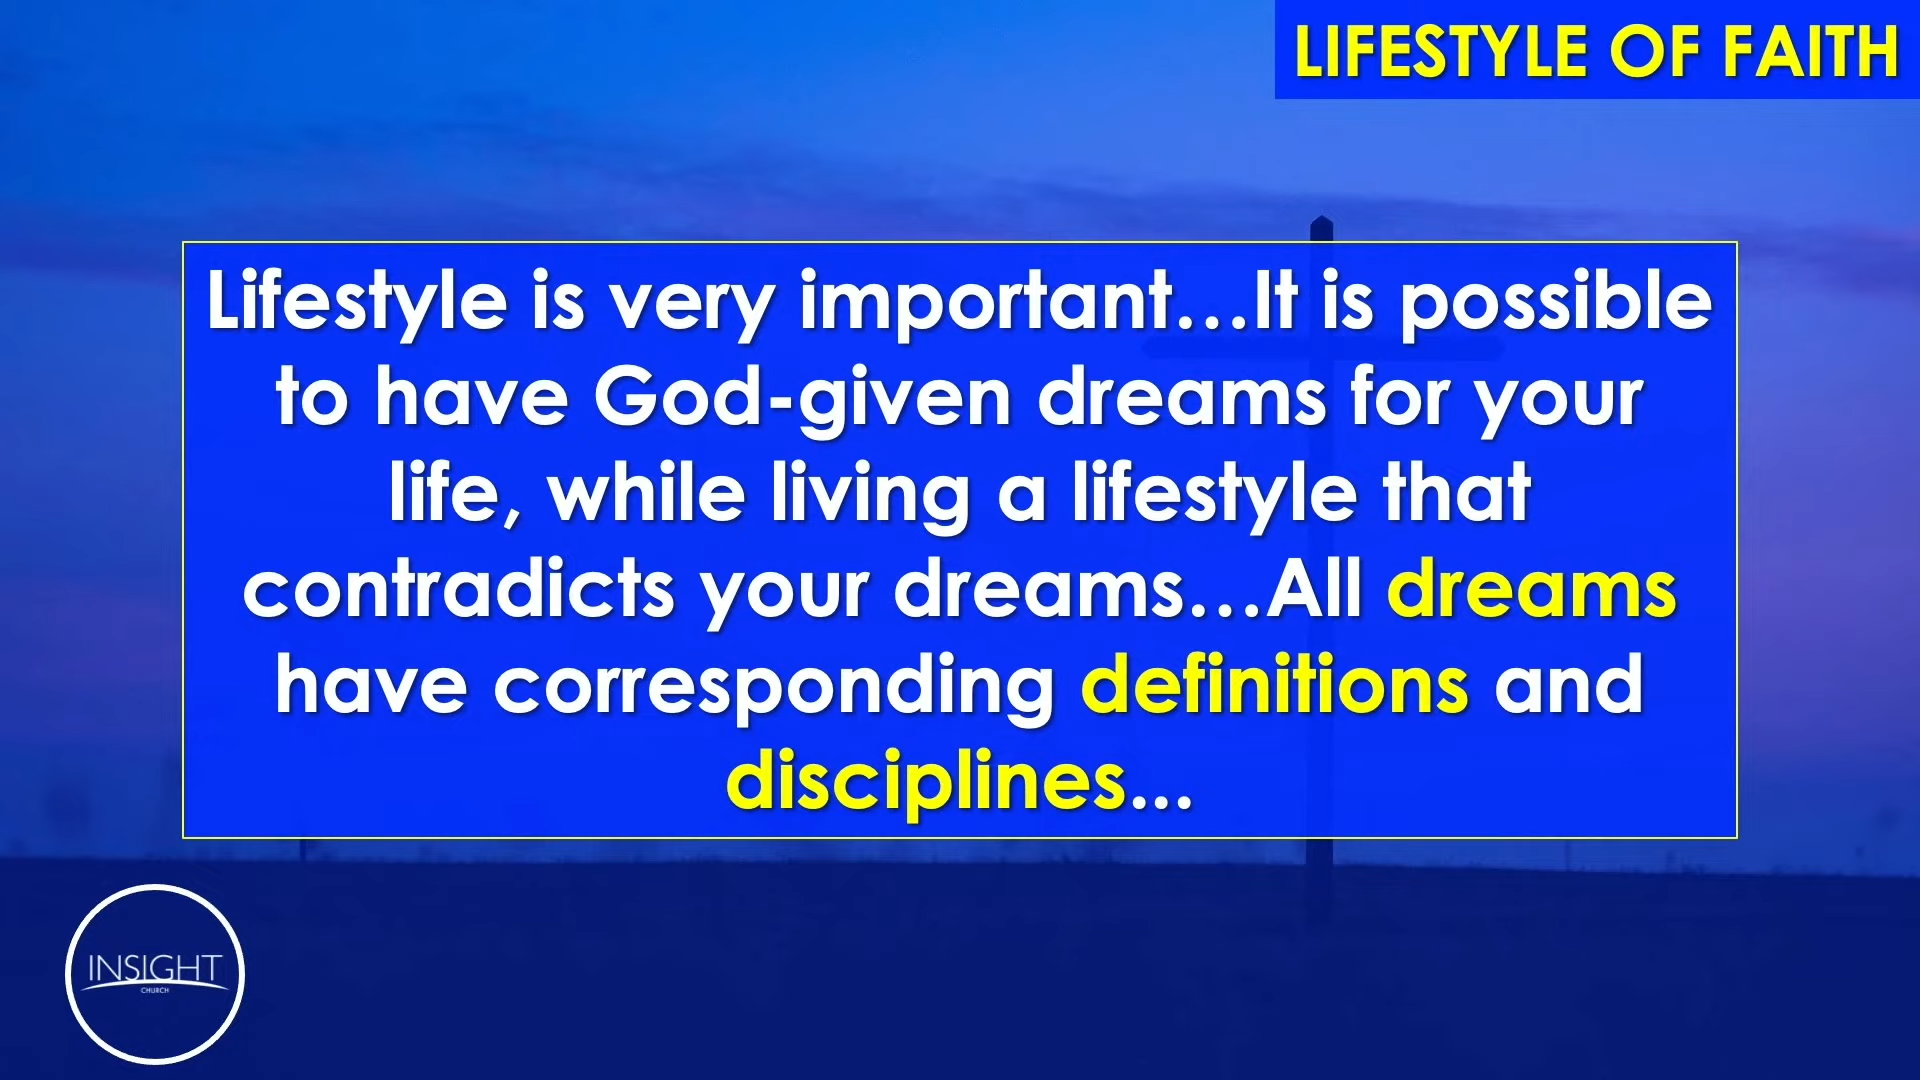 LIFESTYLE OF FAITH
Lifestyle is very important…It is possible
to have God-given dreams for your
life, while living a lifestyle that
contradicts your dreams…All dreams
have corresponding definitions and
disciplines...
INSIGHT
CHURCH